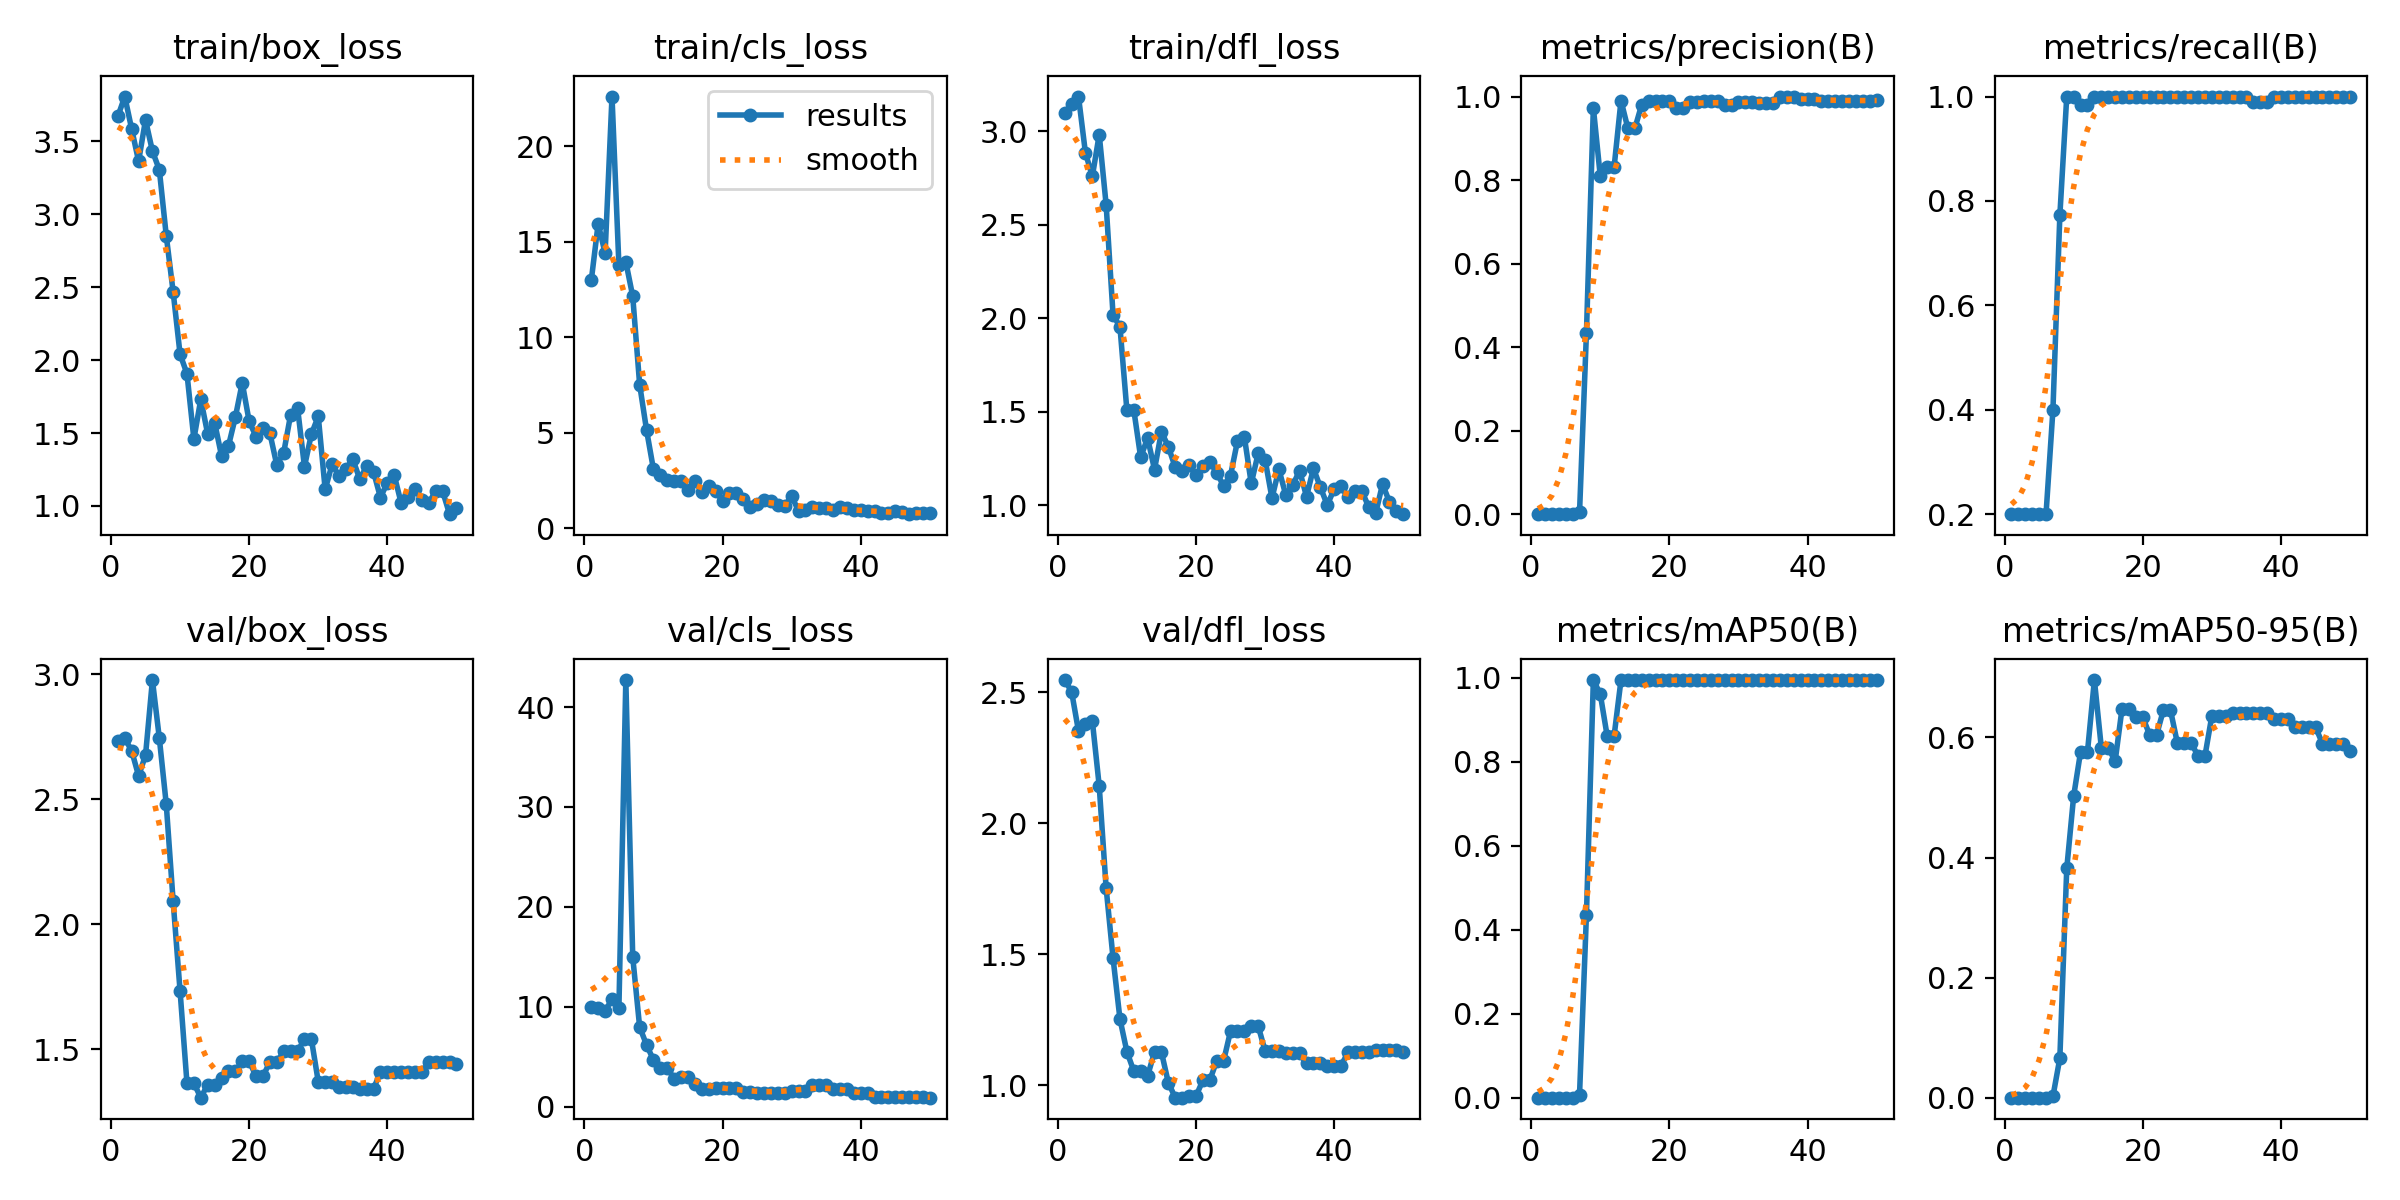 train/box_loss
3.5
3.0
2.5
2.0
1.5
1.0
0 20 40
train/cls_loss
results
smooth
20
15
10
5
0
0 20 40
train/dfl_loss
3.0
2.5
2.0
1.5
1.0
0 20 40
metrics/precision(B)
1.0
0.8
0.6
0.4
0.2
0.0
0 20 40
metrics/recall(B)
1.0
0.8
0.6
0.4
0.2
0 20 40
val/box_loss
3.0
2.5
2.0
1.5
0 20 40
val/cls_loss
40
30
20
10
0
0 20 40
val/dfl_loss
2.5
2.0
1.5
1.0
0 20 40
metrics/mAP50(B)
1.0
0.8
0.6
0.4
0.2
0.0
0 20 40
metrics/mAP50-95(B)
0.6
0.4
0.2
0.0
0 20 40